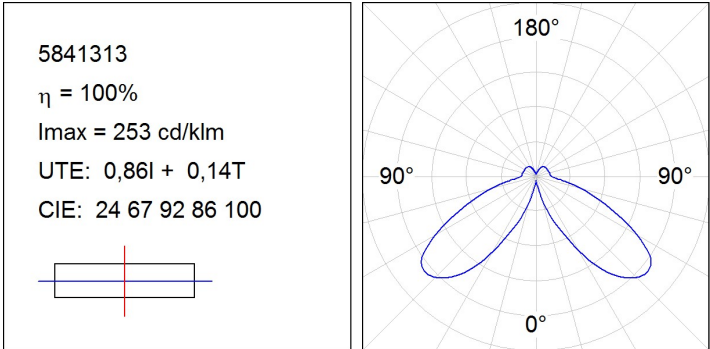 5841313
η = 100%
Imax = 253 cd/klm
UTE: 0,86I + 0,14T
CIE: 24 67 92 86 100
180°
90° 90°
0°